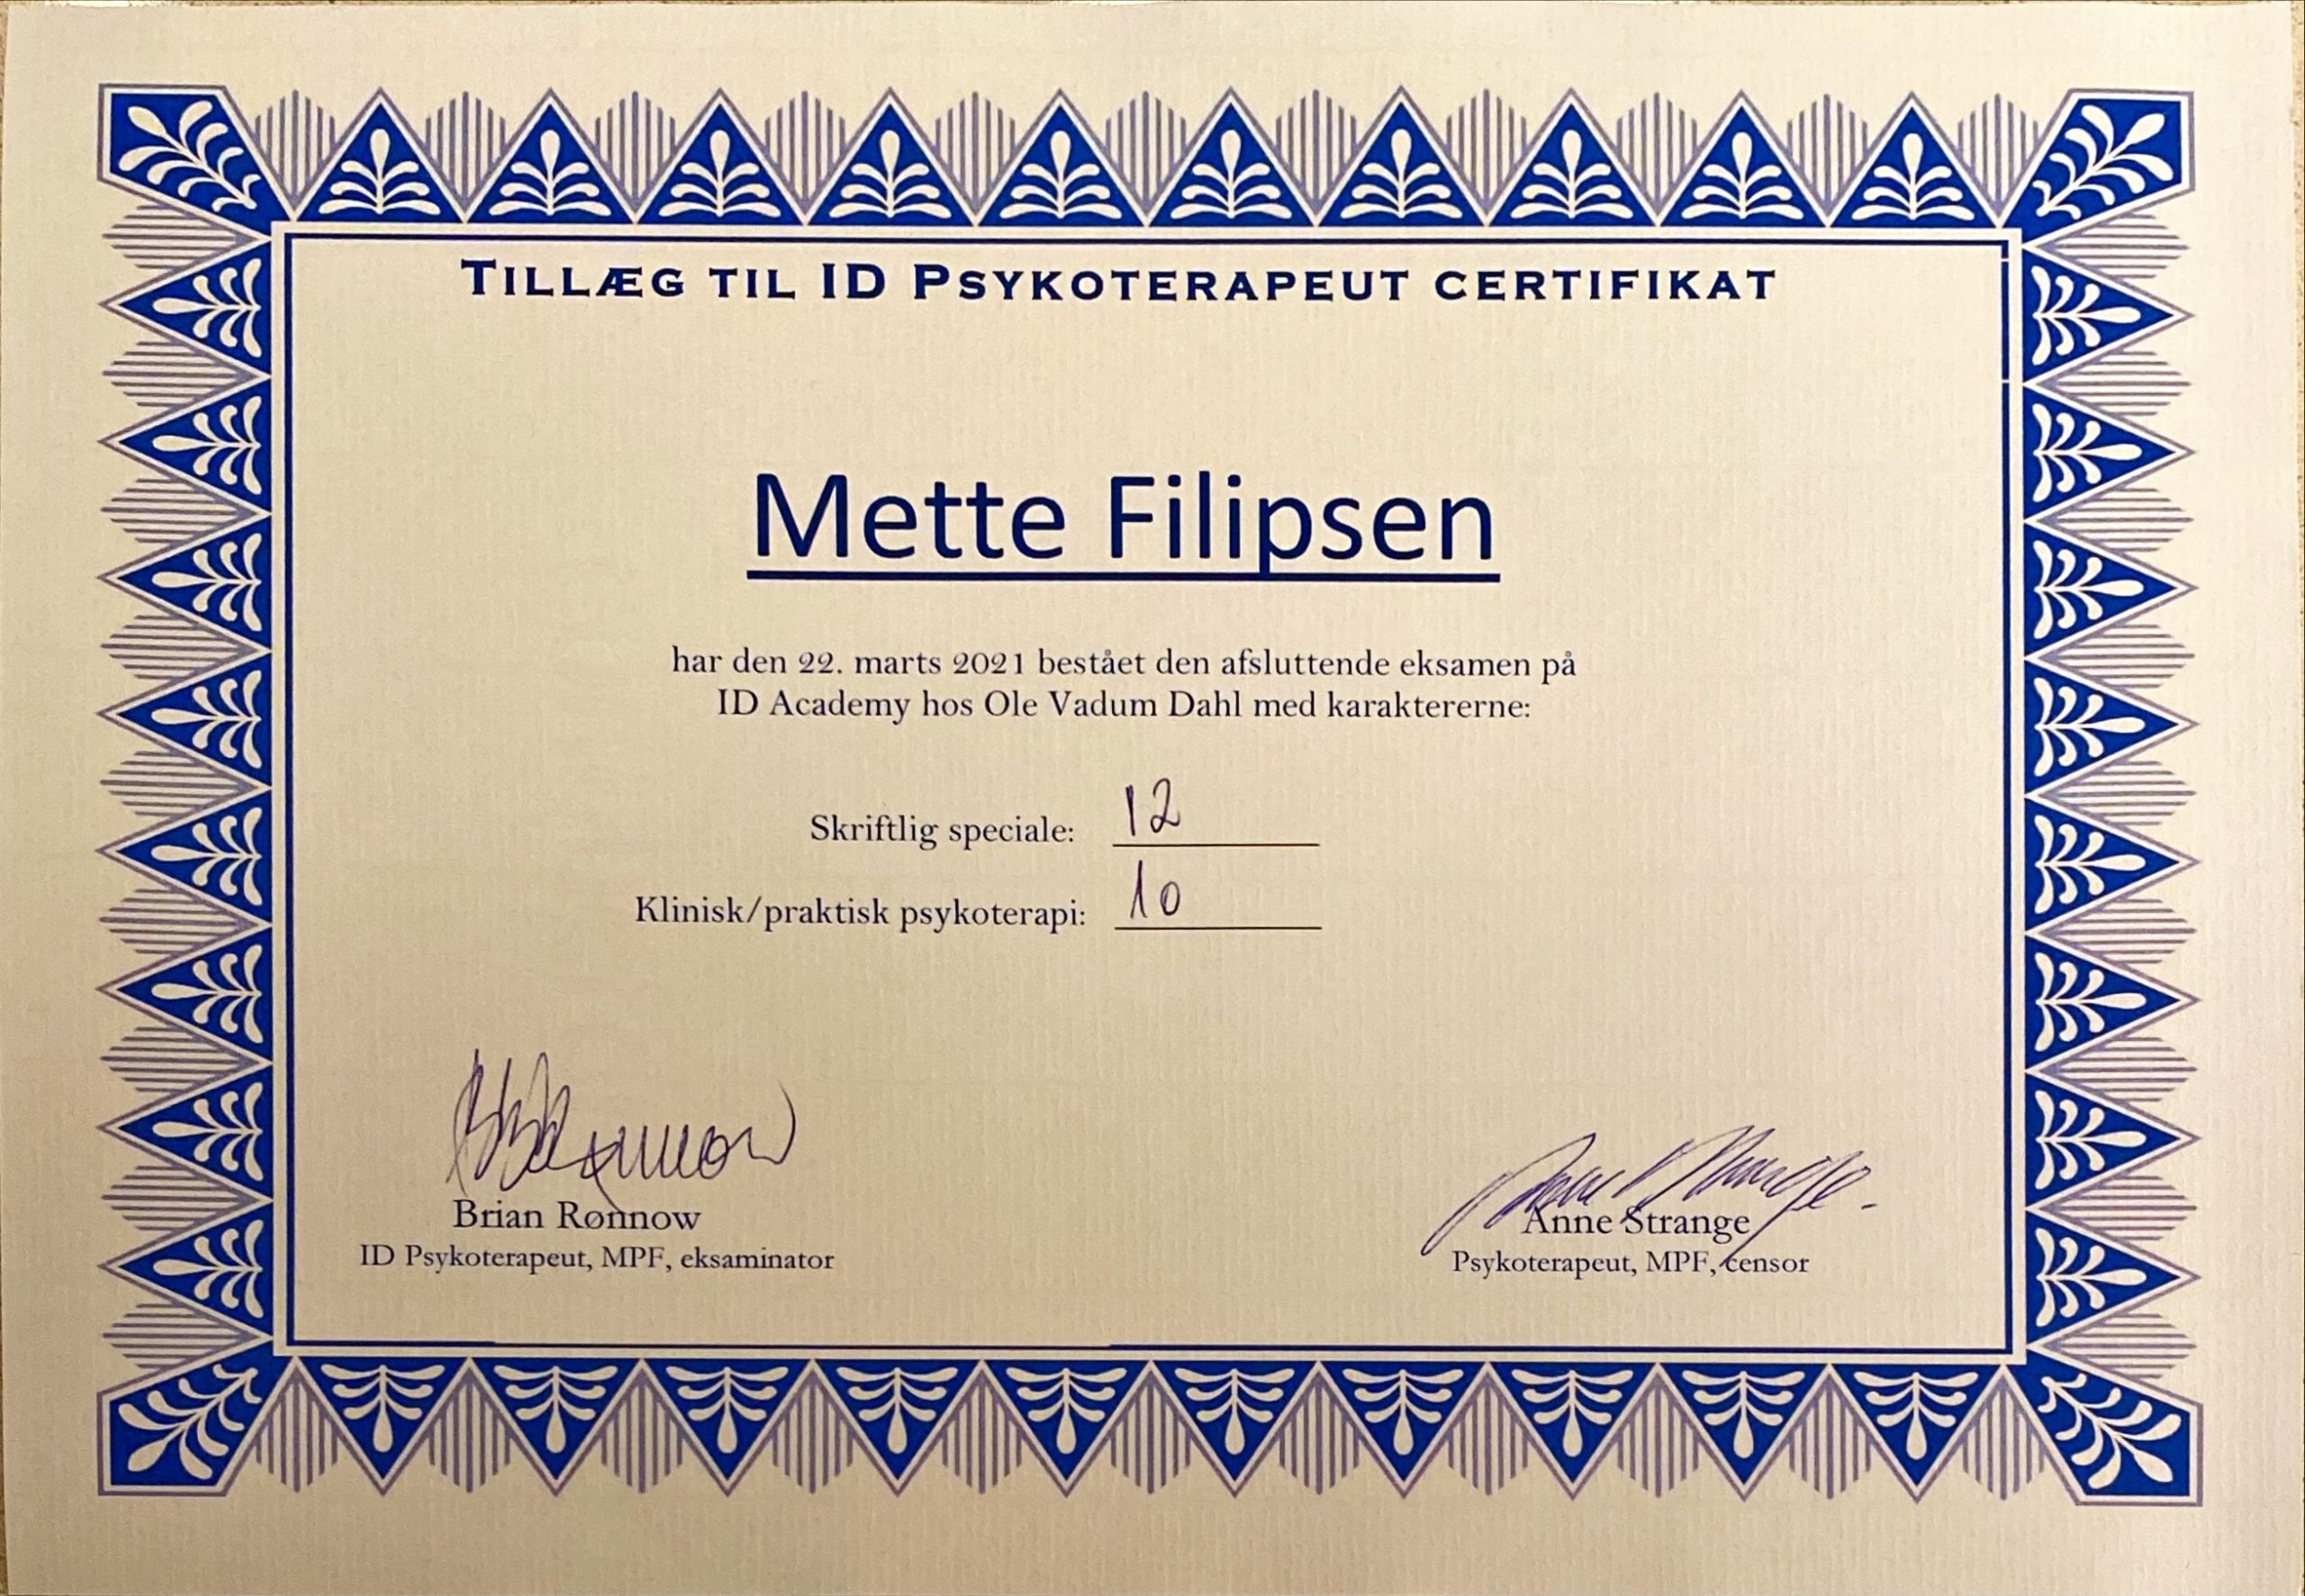 Tillæg til ID Psykoterapeut certifikat
Mette Filipsen
har den 22. marts 2021 bestået den afsluttende eksamen på
ID Academy hos Ole Vadum Dahl med karaktererne:
Skriftlig speciale: 12
Klinisk/praktisk psykoterapi: 10
Brian Rønnow
ID Psykoterapeut, MPF, eksaminator
Anne Strange
Psykoterapeut, MPF, censor